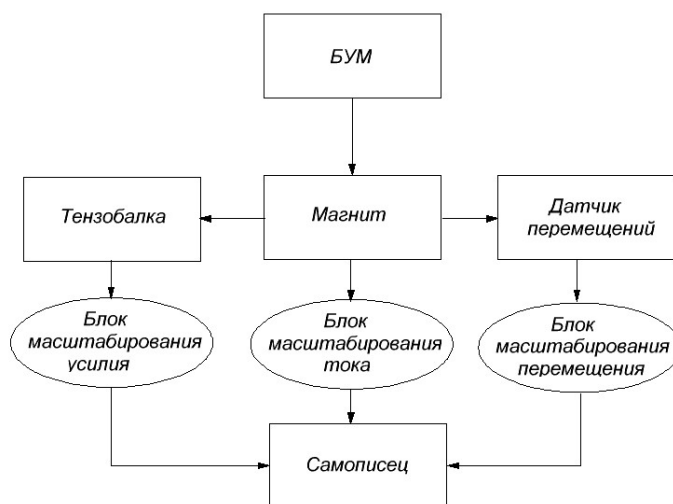 БУМ
Тензобалка
Магнит
Датчик
перемещений
Блок
масштабирования
усилия
Блок
масштабирования
тока
Блок
масштабирования
перемещения
Самописец